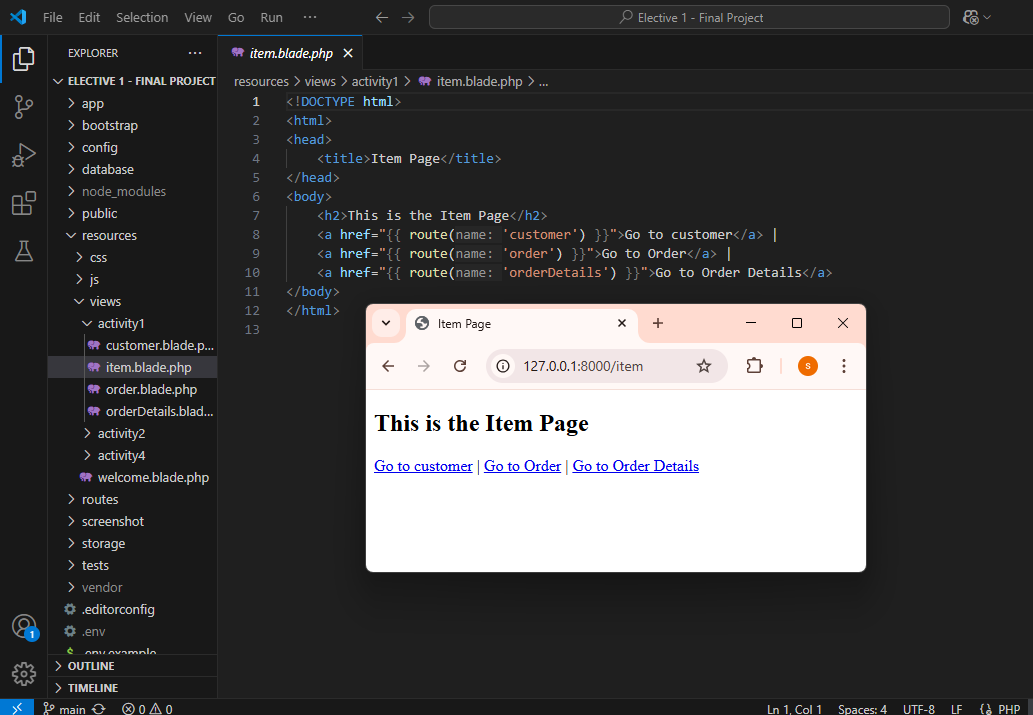 File Edit Selection View Go Run ··· Elective 1 - Final Project
EXPLORER ···
ELECTIVE 1 - FINAL PROJECT
app
bootstrap
config
database
node_modules
public
resources
css
js
views
activity1
customer.blade.p...
item.blade.php
order.blade.php
orderDetails.blad...
activity2
activity4
welcome.blade.php
routes
screenshot
storage
tests
vendor
.editorconfig
.env
.env.example
OUTLINE
TIMELINE
item.blade.php
resources > views > activity1 > item.blade.php > ...
1 <!DOCTYPE html>
2 <html>
3 <head>
4 <title>Item Page</title>
5 </head>
6 <body>
7 <h2>This is the Item Page</h2>
8 <a href="{{ route(name: 'customer') }}">Go to customer</a> |
9 <a href="{{ route(name: 'order') }}">Go to Order</a> |
10 <a href="{{ route(name: 'orderDetails') }}">Go to Order Details</a>
11 </body>
12 </html>
13
Item Page
127.0.0.1:8000/item
S
This is the Item Page
Go to customer | Go to Order | Go to Order Details
1
main 0 0 Ln 1, Col 1 Spaces: 4 UTF-8 LF {} PHP